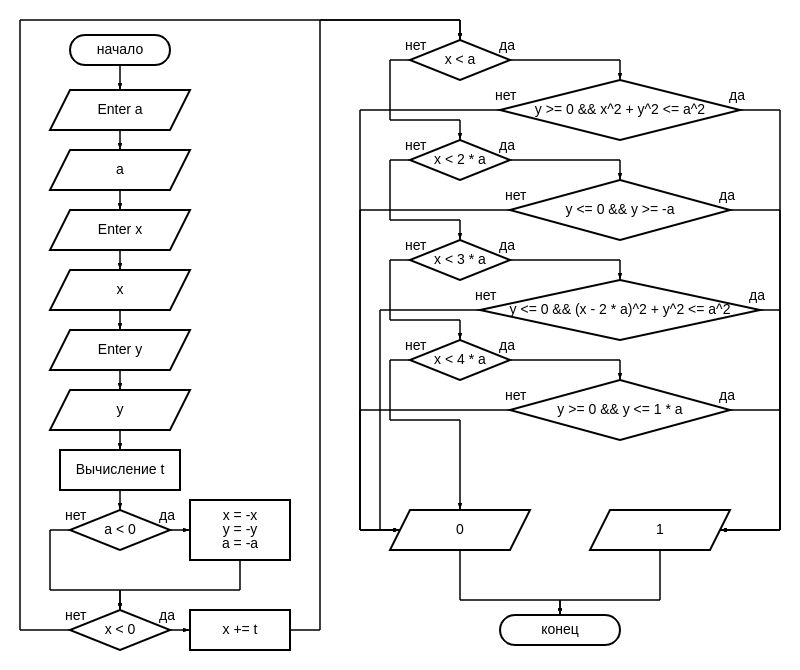 начало
Enter a
a
Enter x
x
Enter y
y
Вычисление t
нет
да
a < 0
x = -x
y = -y
a = -a
нет
да
x < 0
x += t
нет
да
x < a
нет
да
y >= 0 && x^2 + y^2 <= a^2
нет
да
x < 2 * a
нет
да
y <= 0 && y >= -a
нет
да
x < 3 * a
нет
да
y <= 0 && (x - 2 * a)^2 + y^2 <= a^2
нет
да
x < 4 * a
нет
да
y >= 0 && y <= 1 * a
0
1
конец